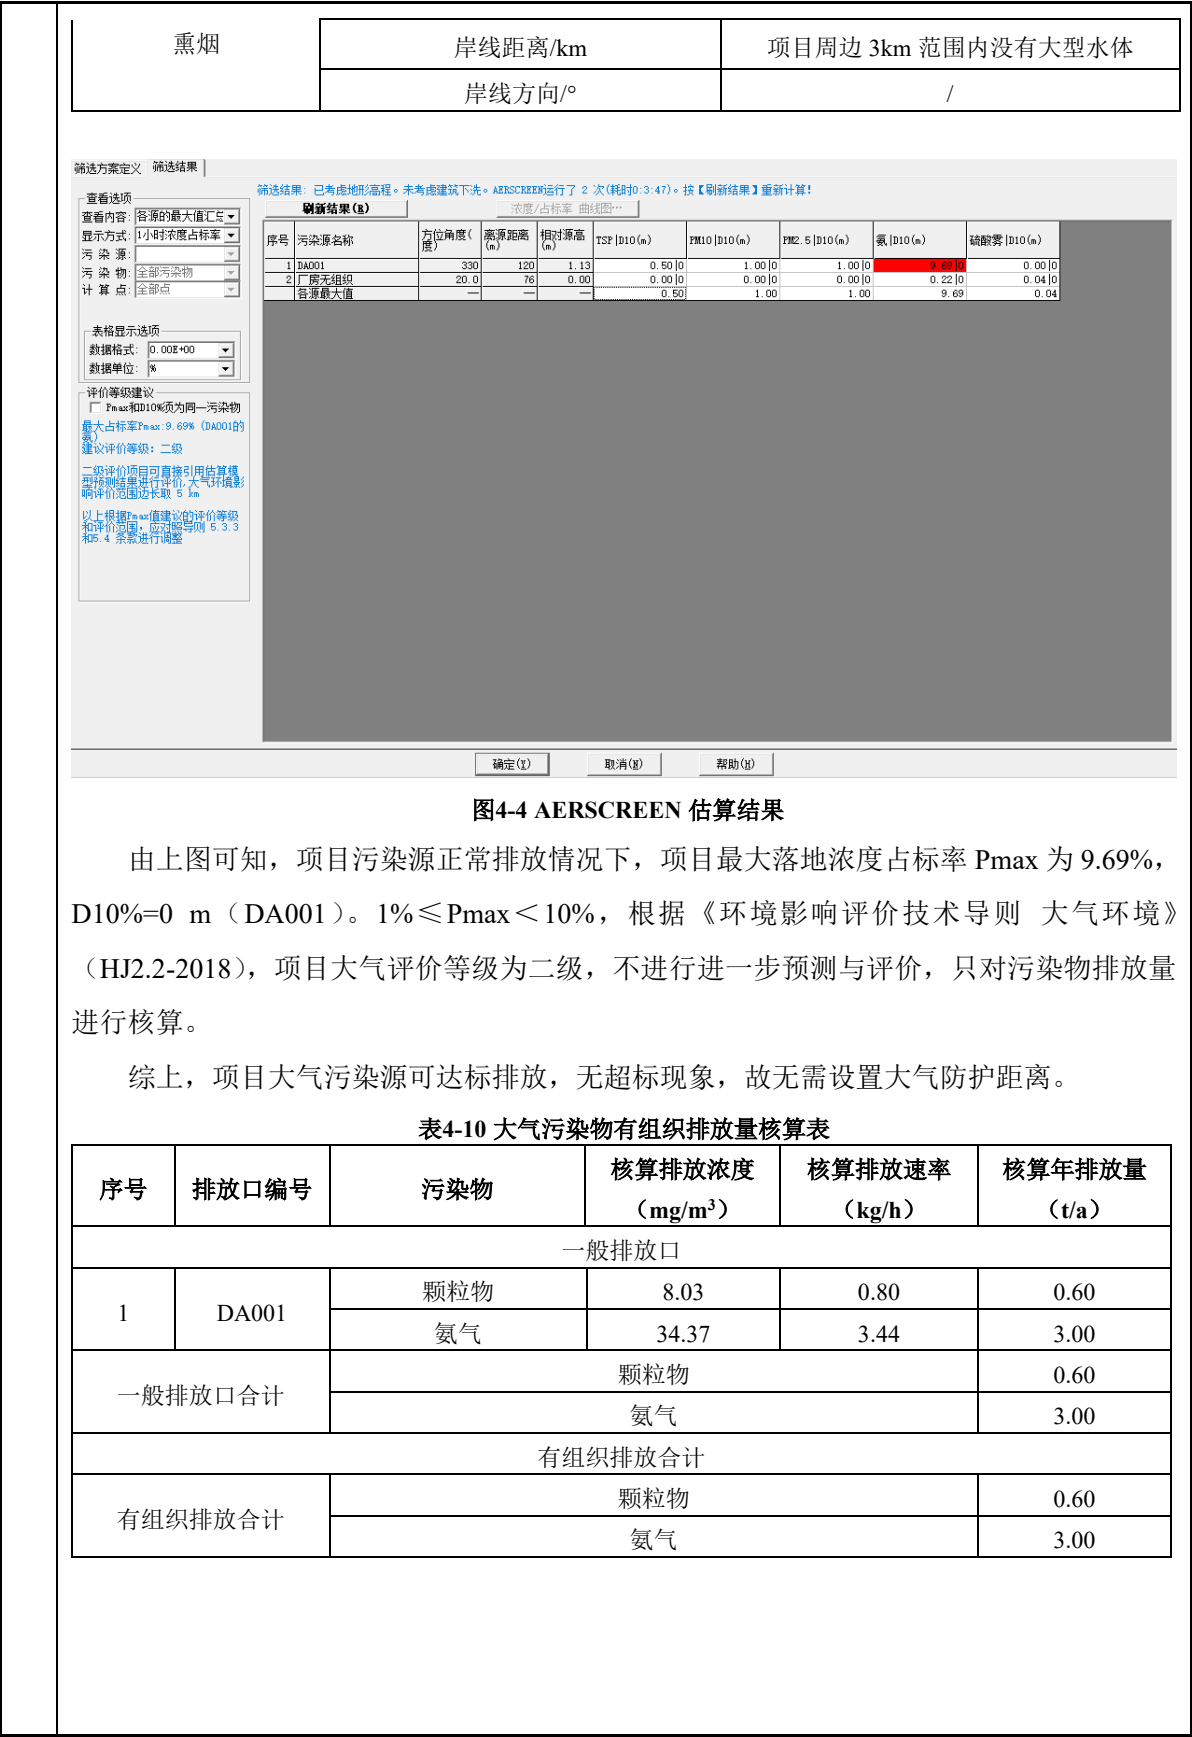 熏烟
岸线距离/km
项目周边 3km 范围内没有大型水体
岸线方向/°
/
筛选方案定义 筛选结果
查看选项
查看内容: 各源的最大值汇总
显示方式: 1小时浓度占标率
污 染 源:
污 染 物: 全部污染物
计 算 点: 全部点
表格显示选项
数据格式: 0.00E+00
数据单位: %
评价等级建议
Pmax和D10%须为同一污染物
最大占标率Pmax:9.69% (DA001的
氨)
建议评价等级: 二级
二级评价项目可直接引用估算模
型预测结果进行评价,大气环境影
响评价范围边长取 5 km
以上根据Pmax值建议的评价等级
和评价范围, 应对照导则 5.3.3
和5.4 条款进行调整
筛选结果: 已考虑地形高程。未考虑建筑下洗。AERSCREEN运行了 2 次(耗时0:3:47)。按【刷新结果】重新计算!
刷新结果(R) 浓度/占标率 曲线图…
序号 污染源名称 方位角度(度) 离源距离(m) 相对源高(m) TSP|D10(m) PM10|D10(m) PM2.5|D10(m) 氨|D10(m) 硫酸雾|D10(m)
1 DA001 330 120 1.13 0.50|0 1.00|0 1.00|0 9.69|0 0.00|0
2 厂房无组织 20.0 76 0.00 0.00|0 0.00|0 0.00|0 0.22|0 0.04|0
各源最大值 — — — 0.50 1.00 1.00 9.69 0.04
确定(Y) 取消(N) 帮助(H)
图4-4 AERSCREEN 估算结果
由上图可知，项目污染源正常排放情况下，项目最大落地浓度占标率 Pmax 为 9.69%，
D10%=0 m（DA001）。1%≤Pmax＜10%，根据《环境影响评价技术导则 大气环境》
（HJ2.2-2018），项目大气评价等级为二级，不进行进一步预测与评价，只对污染物排放量
进行核算。
综上，项目大气污染源可达标排放，无超标现象，故无需设置大气防护距离。
表4-10 大气污染物有组织排放量核算表
序号 排放口编号 污染物 核算排放浓度（mg/m³） 核算排放速率（kg/h） 核算年排放量（t/a）
一般排放口
1 DA001 颗粒物 8.03 0.80 0.60
氨气 34.37 3.44 3.00
一般排放口合计 颗粒物 0.60
氨气 3.00
有组织排放合计
有组织排放合计 颗粒物 0.60
氨气 3.00